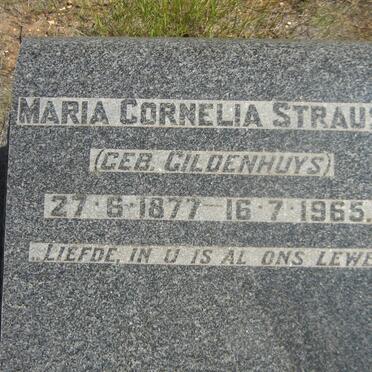 MARIA CORNELIA STRAUS
(GEB. GILDENHUYS)
27-6-1877-16-7-1965.
"LIEFDE, IN U IS AL ONS LEWE